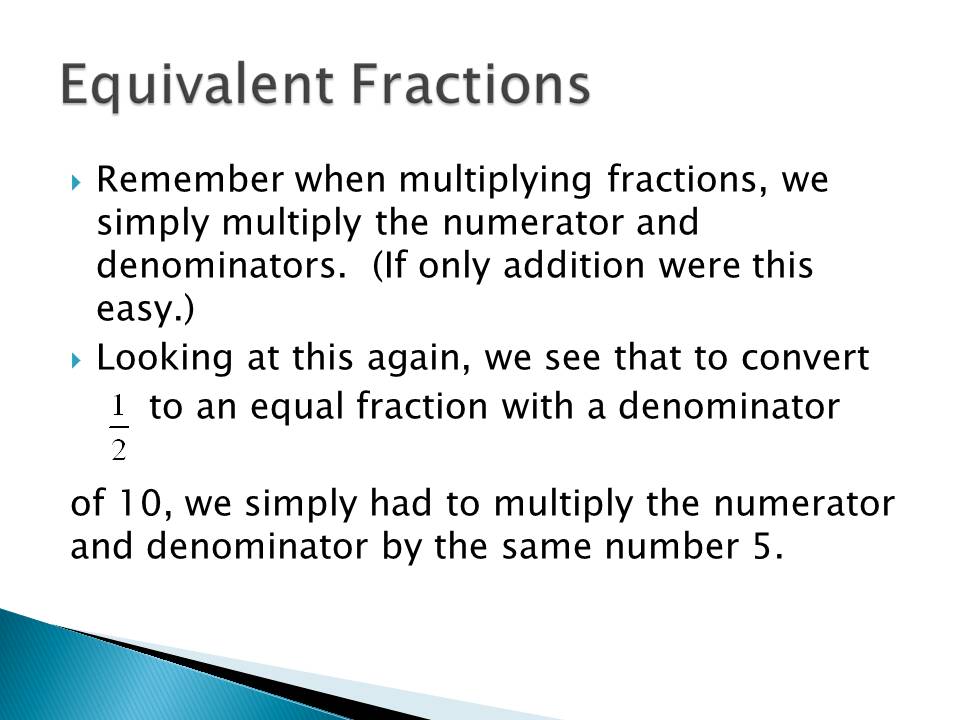 Equivalent Fractions
Remember when multiplying fractions, we
simply multiply the numerator and
denominators.  (If only addition were this
easy.)
Looking at this again, we see that to convert
1/2 to an equal fraction with a denominator
of 10, we simply had to multiply the numerator
and denominator by the same number 5.